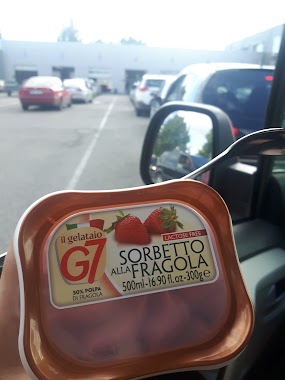 il gelataio
G7
50% POLPA
DI FRAGOLA
LACTOSE FREE
SORBETTO
ALLA FRAGOLA
500ml-16.90 fl.oz-300g e